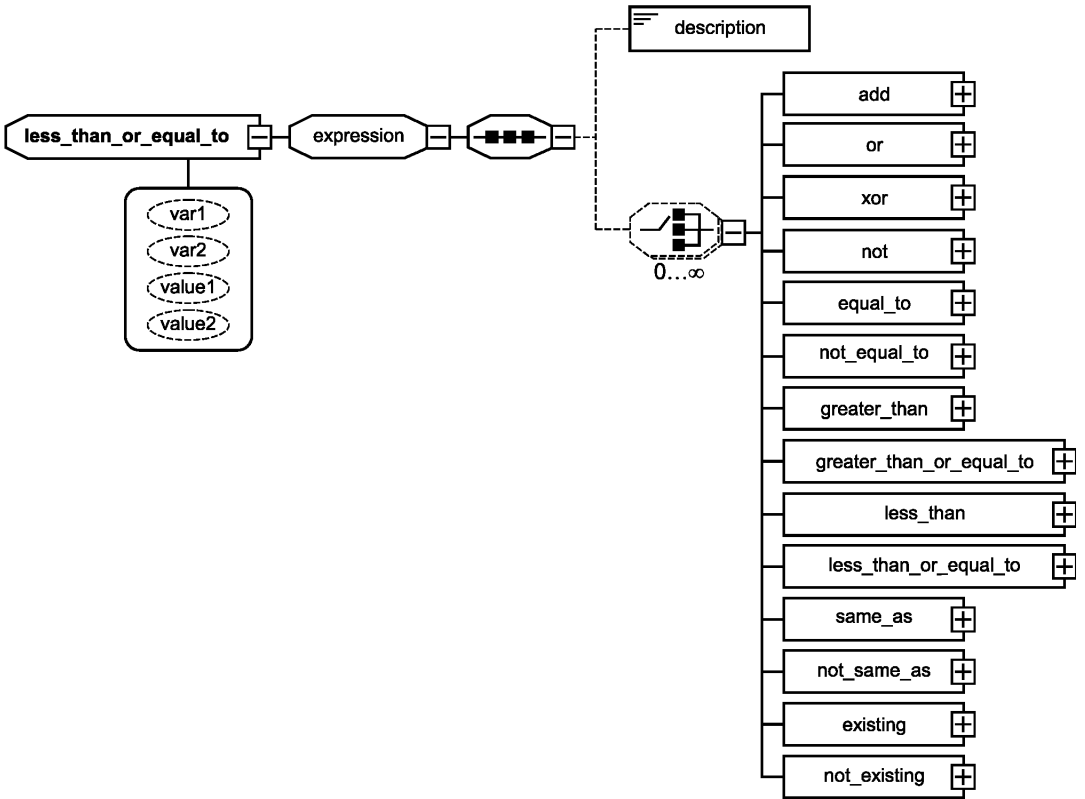 description
less_than_or_equal_to
expression
var1
var2
value1
value2
0...∞
add
or
xor
not
equal_to
not_equal_to
greater_than
greater_than_or_equal_to
less_than
less_than_or_equal_to
same_as
not_same_as
existing
not_existing